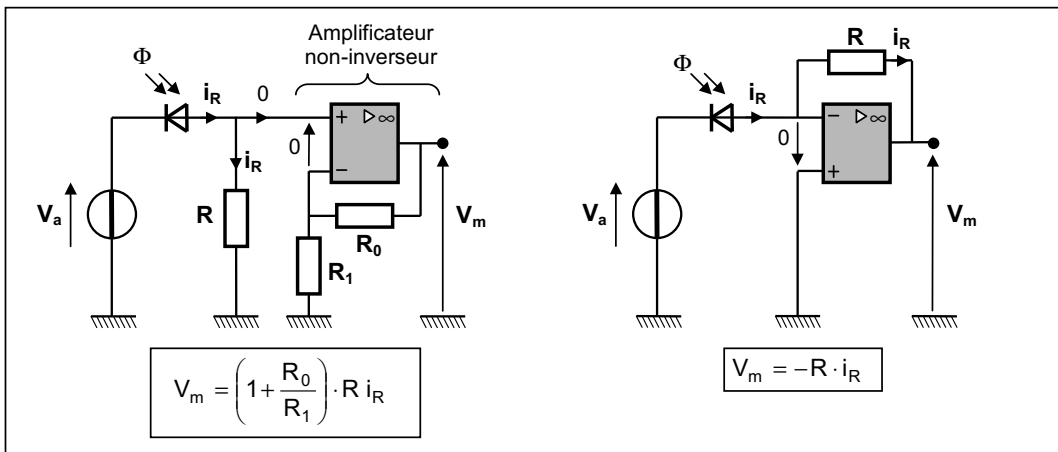 Amplificateur
non-inverseur
Φ
i_R
0
+
▷ ∞
0
−
i_R
V_a
R
R_0
R_1
V_m
V_m = (1 + R_0/R_1) · R i_R
R
i_R
Φ
i_R
−
▷ ∞
0
+
V_a
V_m
V_m = −R · i_R